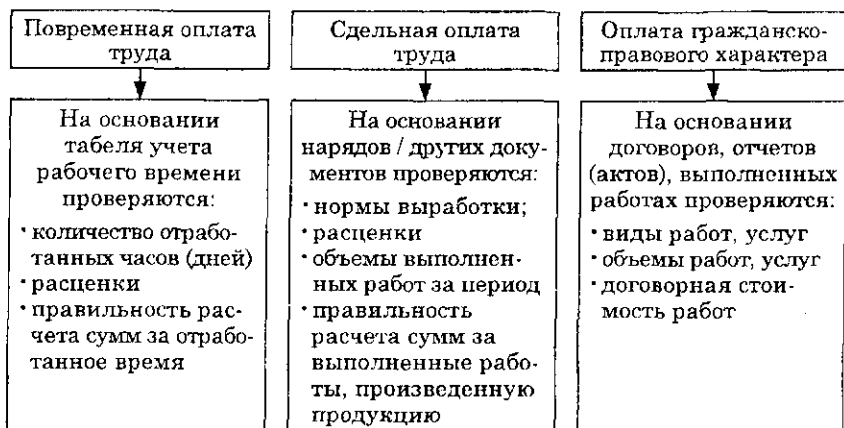 Повременная оплата
труда
На основании
табеля учета
рабочего времени
проверяются:
• количество отрабо-
танных часов (дней)
• расценки
• правильность рас-
чета сумм за отрабо-
танное время
Сдельная оплата
труда
На основании
нарядов / других доку-
ментов проверяются:
• нормы выработки;
• расценки
• объемы выполнен-
ных работ за период
• правильность
расчета сумм за
выполненные рабо-
ты, произведенную
продукцию
Оплата гражданско-
правового характера
На основании
договоров, отчетов
(актов), выполненных
работах проверяются:
• виды работ, услуг
• объемы работ, услуг
• договорная стои-
мость работ